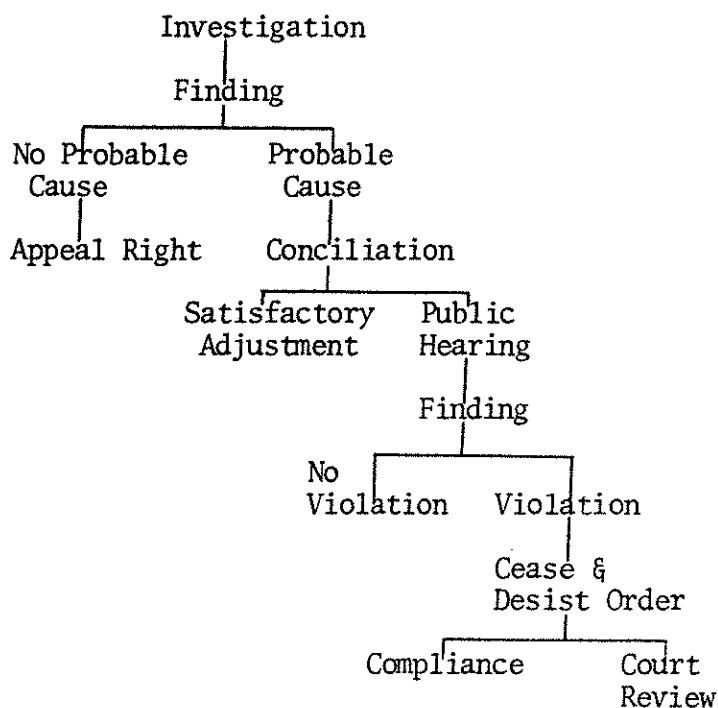 Investigation
Finding
No Probable Cause
Probable Cause
Appeal Right
Conciliation
Satisfactory Adjustment
Public Hearing
Finding
No Violation
Violation
Cease & Desist Order
Compliance
Court Review